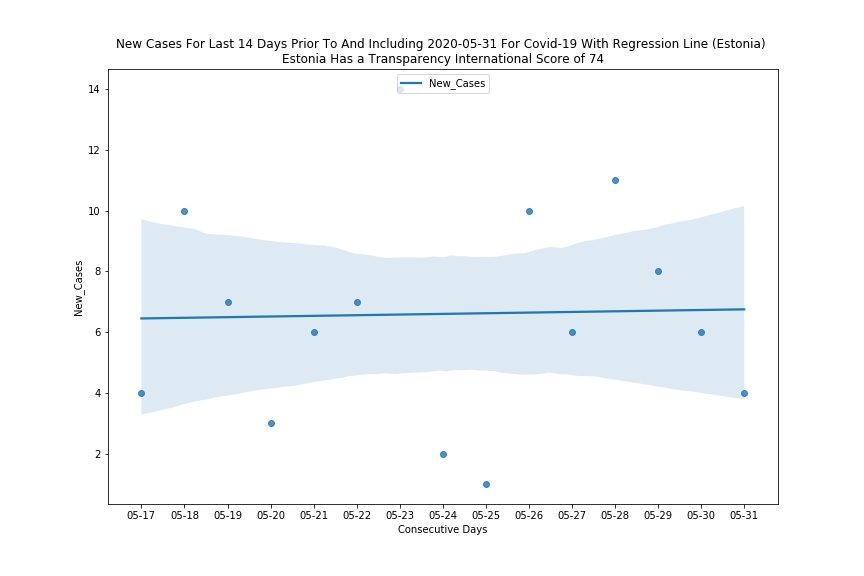 New Cases For Last 14 Days Prior To And Including 2020-05-31 For Covid-19 With Regression Line (Estonia)
Estonia Has a Transparency International Score of 74
New_Cases
14
12
10
8
6
4
2
New_Cases
05-17 05-18 05-19 05-20 05-21 05-22 05-23 05-24 05-25 05-26 05-27 05-28 05-29 05-30 05-31
Consecutive Days